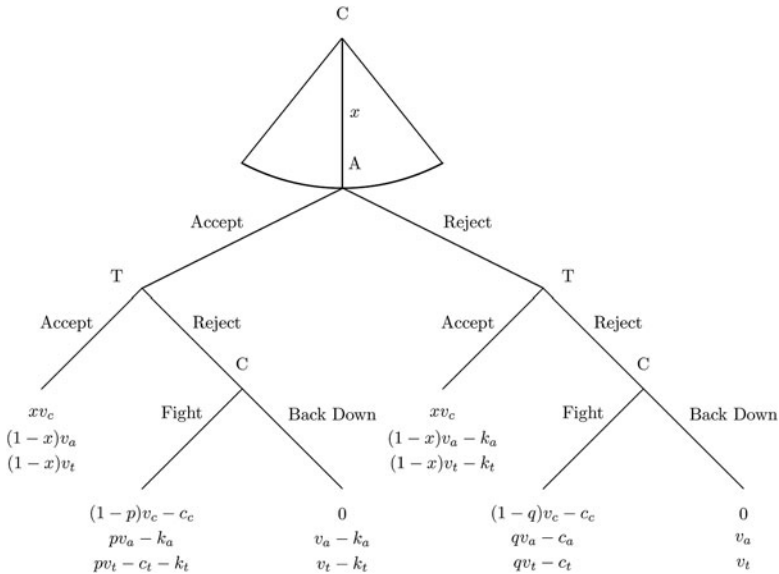 C
x
A
Accept Reject
T T
Accept Reject Accept Reject
C C
xv_c Fight Back Down xv_c Fight Back Down
(1 − x)v_a (1 − x)v_a − k_a
(1 − x)v_t (1 − x)v_t − k_t
(1 − p)v_c − c_c 0 (1 − q)v_c − c_c 0
pv_a − k_a v_a − k_a qv_a − c_a v_a
pv_t − c_t − k_t v_t − k_t qv_t − c_t v_t